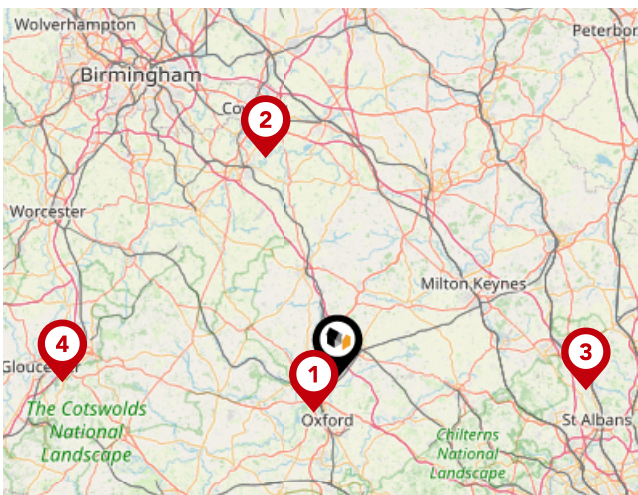 Wolverhampton
Peterbor
Birmingham
Cov
2
Worcester
Milton Keynes
4
1
3
Glouce
The Cotswolds
National
Landscape
Oxford
St Albans
Chilterns
National
Landscape